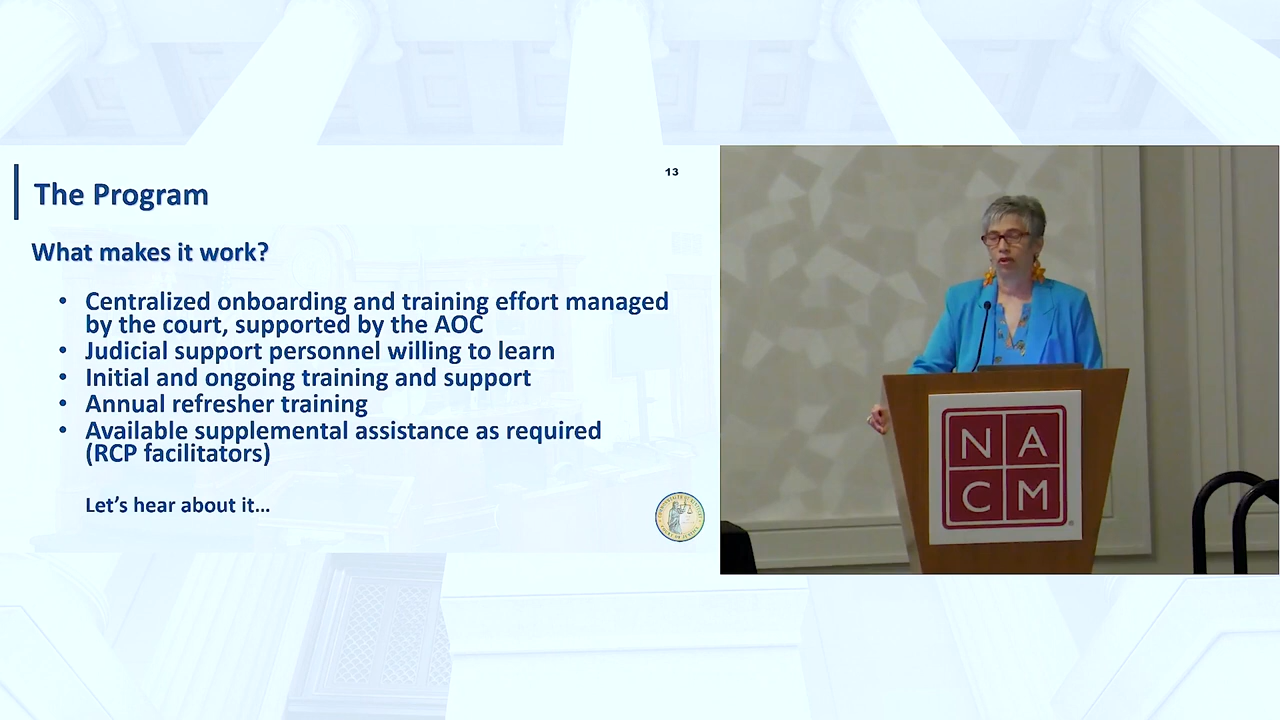 13
The Program
What makes it work?
• Centralized onboarding and training effort managed
by the court, supported by the AOC
• Judicial support personnel willing to learn
• Initial and ongoing training and support
• Annual refresher training
• Available supplemental assistance as required
(RCP facilitators)
Let's hear about it...
N A
C M